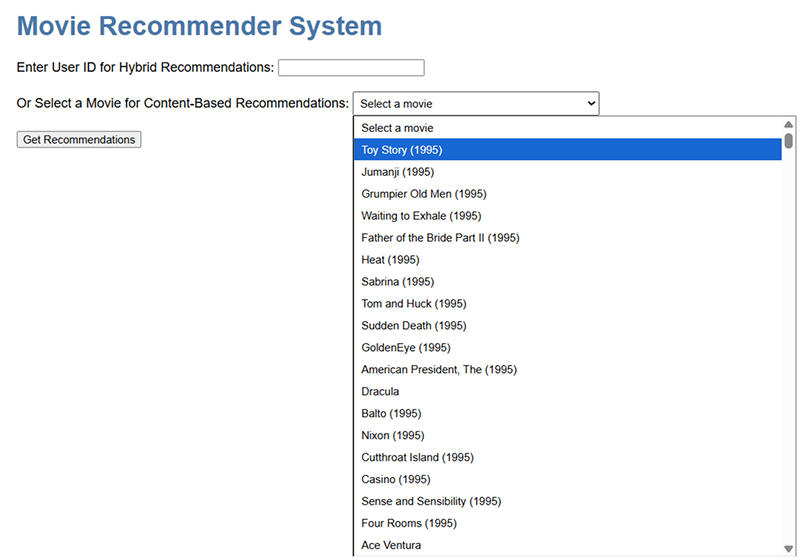 Movie Recommender System
Enter User ID for Hybrid Recommendations:
Or Select a Movie for Content-Based Recommendations: Select a movie
Get Recommendations
Select a movie
Toy Story (1995)
Jumanji (1995)
Grumpier Old Men (1995)
Waiting to Exhale (1995)
Father of the Bride Part II (1995)
Heat (1995)
Sabrina (1995)
Tom and Huck (1995)
Sudden Death (1995)
GoldenEye (1995)
American President, The (1995)
Dracula
Balto (1995)
Nixon (1995)
Cutthroat Island (1995)
Casino (1995)
Sense and Sensibility (1995)
Four Rooms (1995)
Ace Ventura